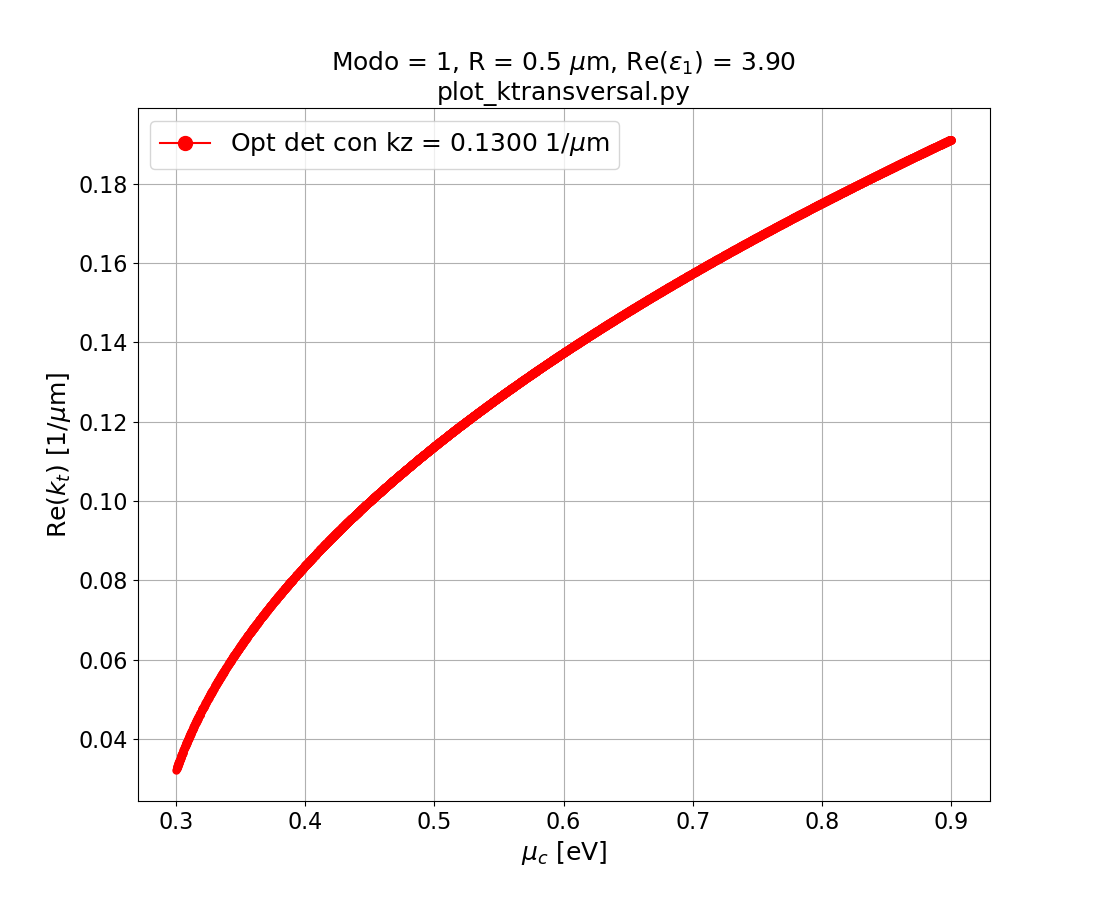 Modo = 1, R = 0.5 μm, Re(ε₁) = 3.90
plot_ktransversal.py
Opt det con kz = 0.1300 1/μm
Re(kₜ) [1/μm]
0.18
0.16
0.14
0.12
0.10
0.08
0.06
0.04
0.3 0.4 0.5 0.6 0.7 0.8 0.9
μ_c [eV]